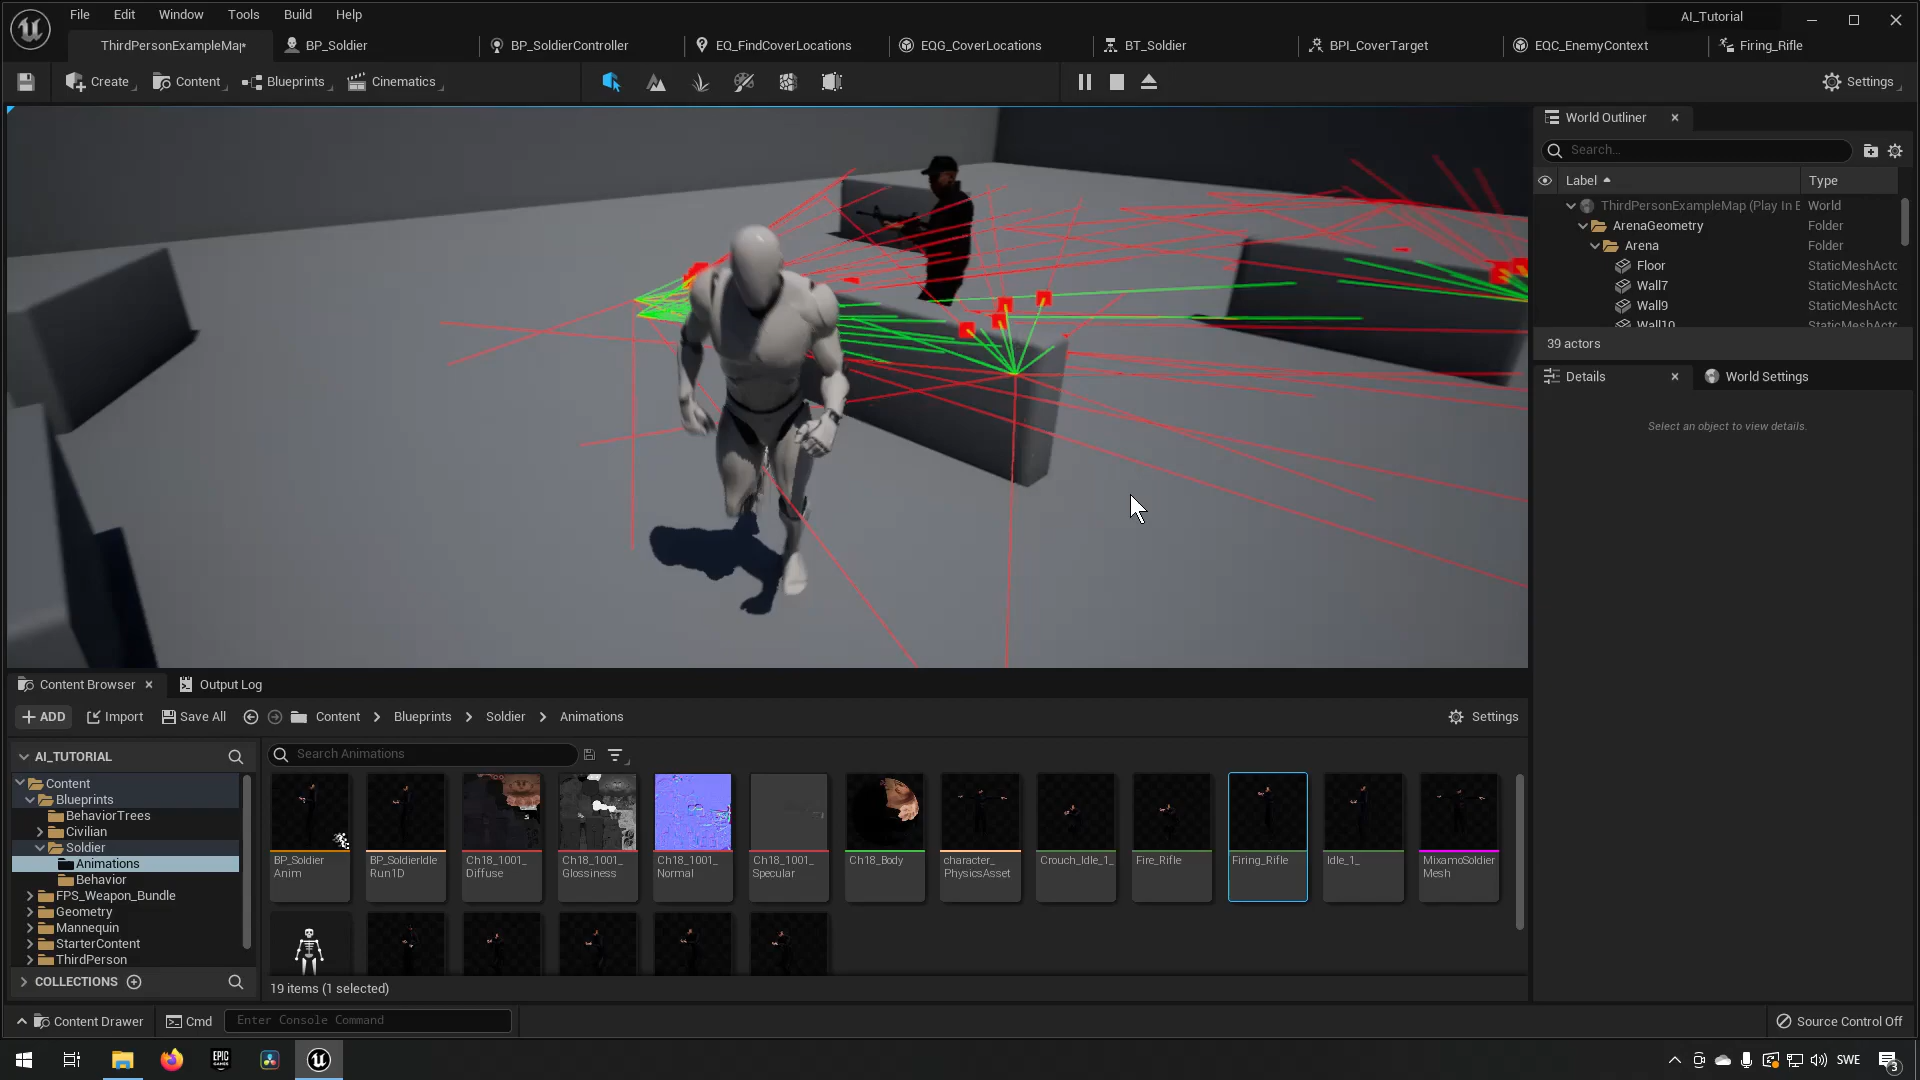 File Edit Window Tools Build Help
AI_Tutorial
ThirdPersonExampleMap*
BP_Soldier
BP_SoldierController
EQ_FindCoverLocations
EQG_CoverLocations
BT_Soldier
BPI_CoverTarget
EQC_EnemyContext
Firing_Rifle
Create
Content
Blueprints
Cinematics
Settings
World Outliner
Search...
Label
Type
ThirdPersonExampleMap (Play In E World
ArenaGeometry Folder
Arena Folder
Floor StaticMeshActo
Wall7 StaticMeshActo
Wall9 StaticMeshActo
Wall10 StaticMeshActo
39 actors
Details
World Settings
Select an object to view details.
Content Browser
Output Log
ADD
Import
Save All
Content
Blueprints
Soldier
Animations
Settings
AI_TUTORIAL
Search Animations
Content
Blueprints
BehaviorTrees
Civilian
Soldier
Animations
Behavior
FPS_Weapon_Bundle
Geometry
Mannequin
StarterContent
ThirdPerson
COLLECTIONS
BP_Soldier
Anim
BP_SoldierIdle
Run1D
Ch18_1001_
Diffuse
Ch18_1001_
Glossiness
Ch18_1001_
Normal
Ch18_1001_
Specular
Ch18_Body
character_
PhysicsAsset
Crouch_Idle_1_
Fire_Rifle
Firing_Rifle
Idle_1_
MixamoSoldier
Mesh
19 items (1 selected)
Content Drawer
Cmd
Enter Console Command
Source Control Off
EPIC
GAMES
SWE
3